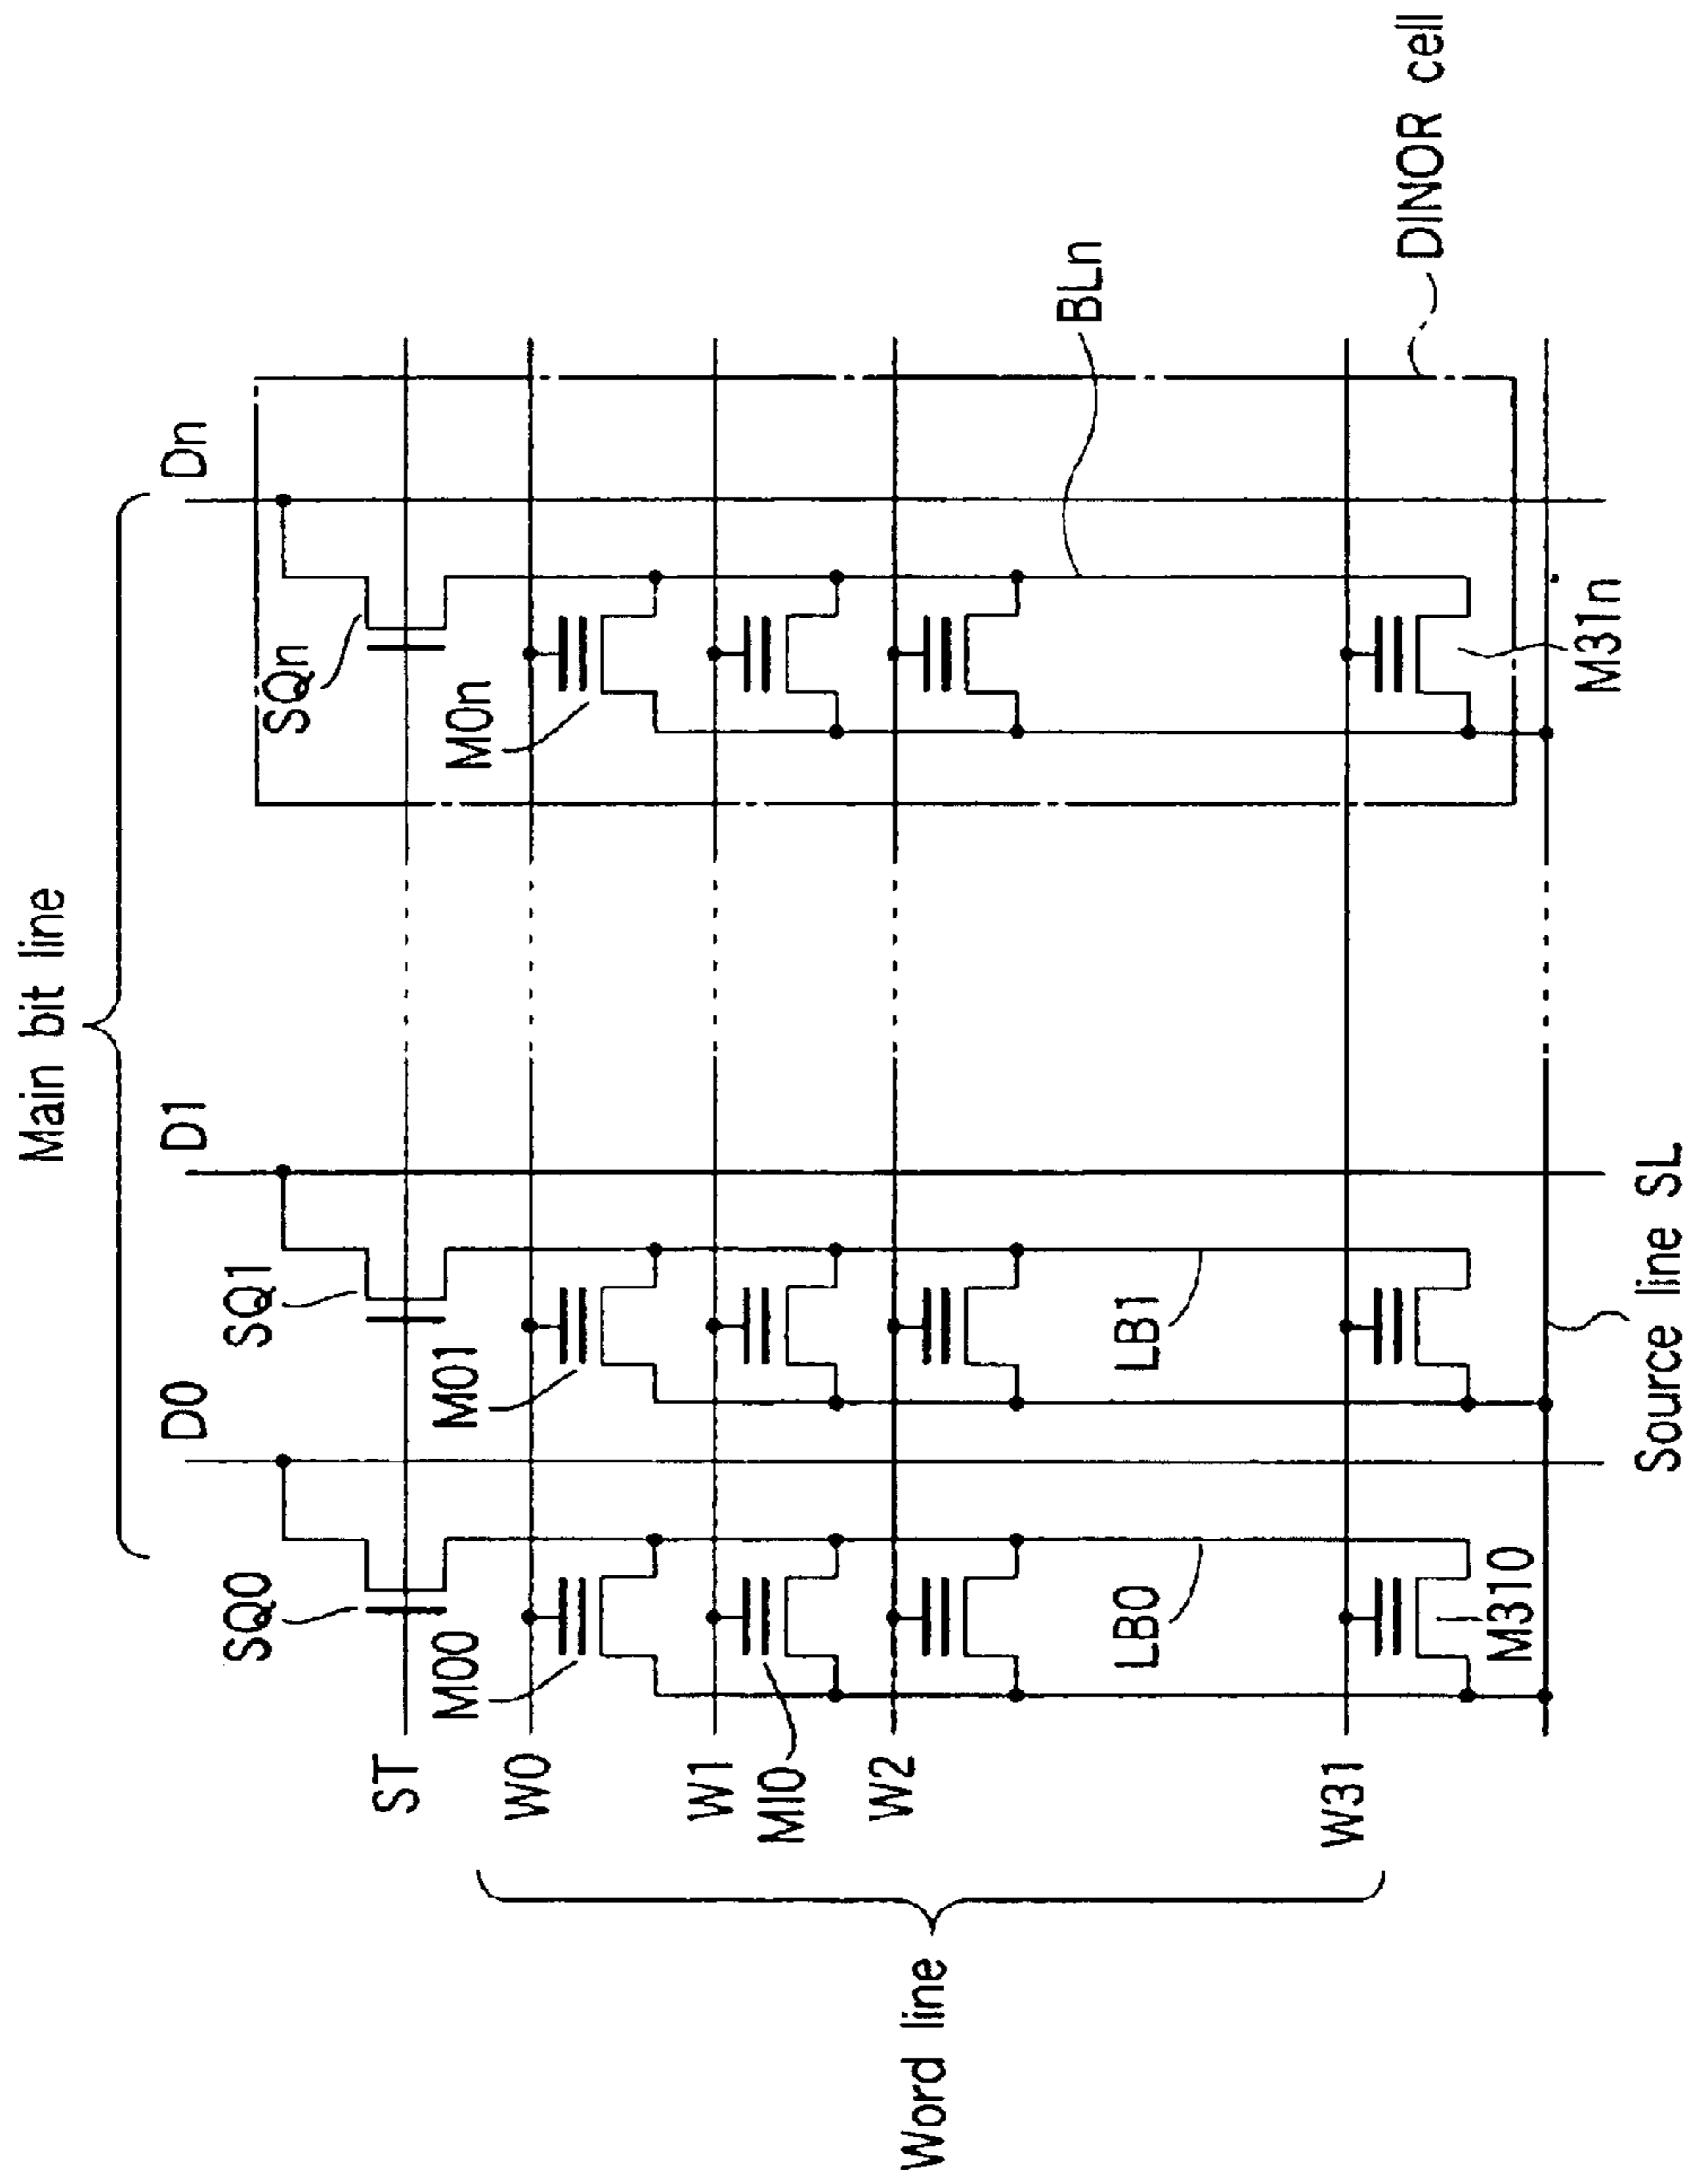 Main bit line
D0
D1
Dn
SQ0
SQ1
SQn
ST
M00
M01
M0n
W0
W1
MI0
W2
LB0
LB1
BLn
W31
M310
M31n
DINOR cell
Source line SL
Word line